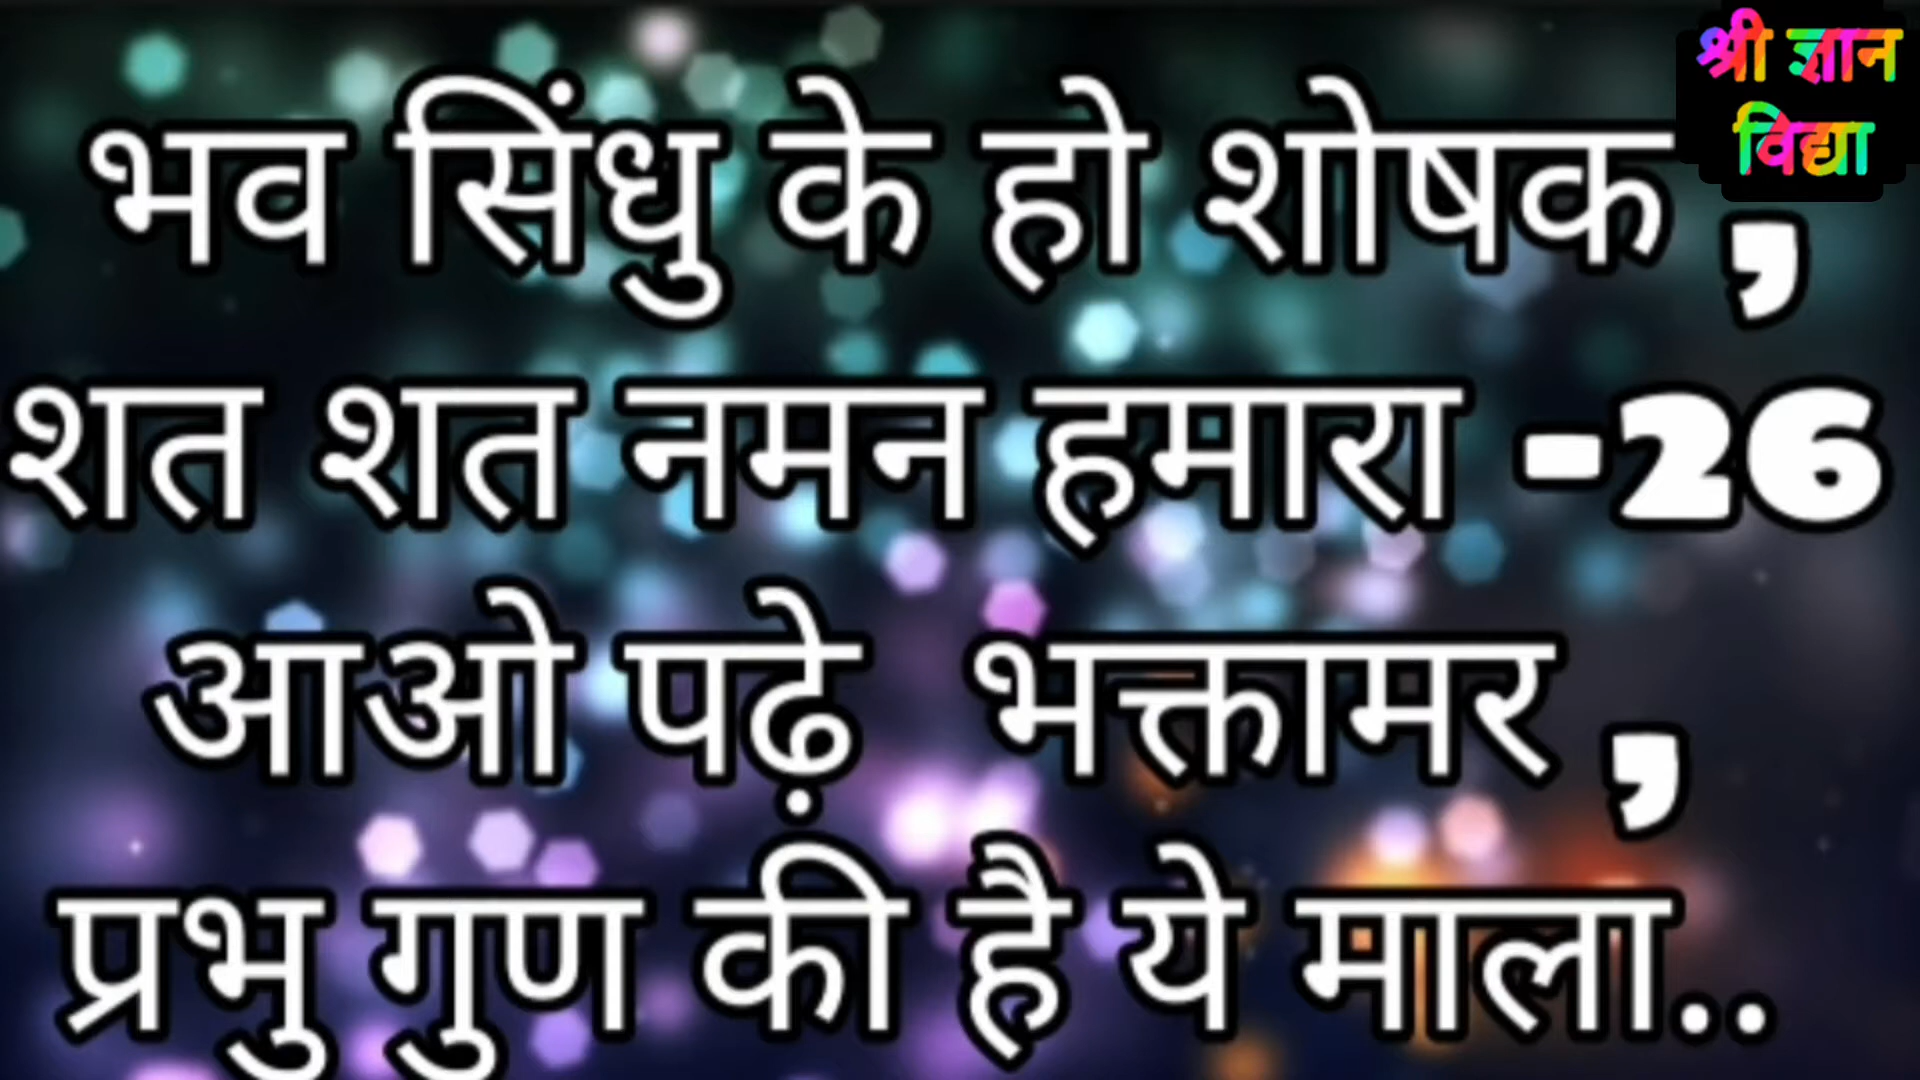 श्री ज्ञान
विद्या
भव सिंधु के हो शोषक ,
शत शत नमन हमारा -26
आओ पढ़े भक्तामर ,
प्रभु गुण की है ये माला..